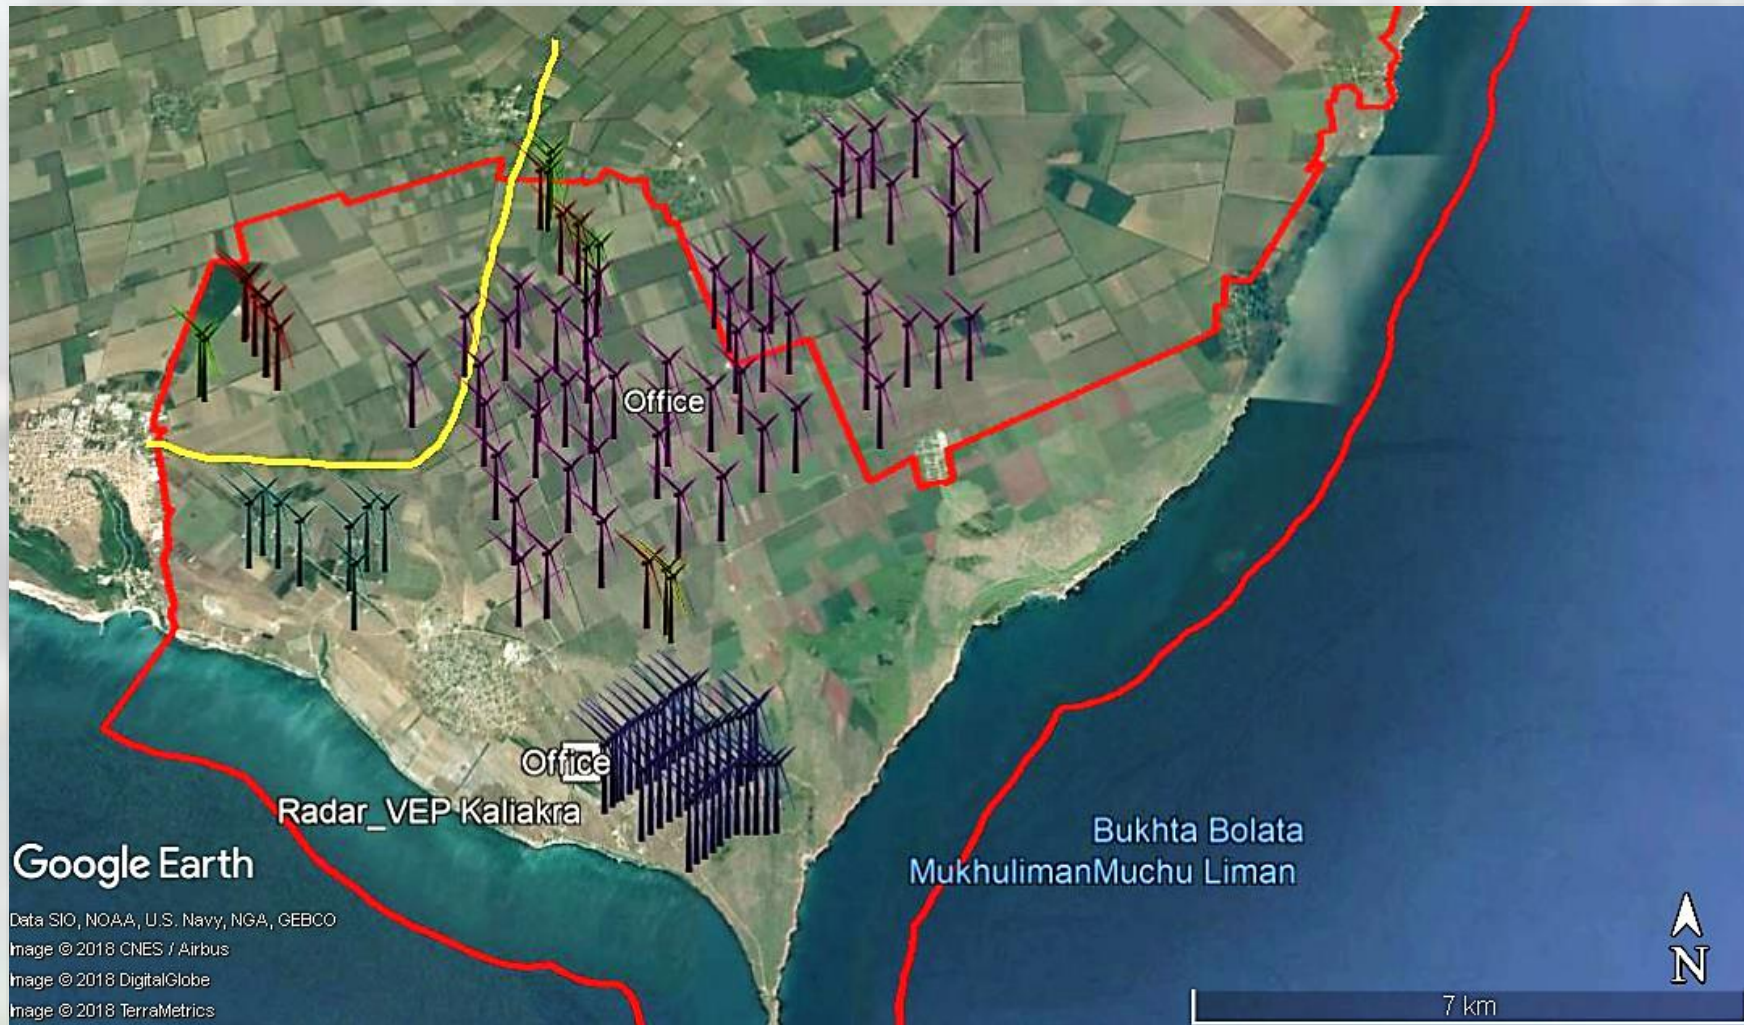 Office
Office
Radar_VEP Kaliakra
Bukhta Bolata
MukhulimanMuchu Liman
Google Earth
Data SIO, NOAA, U.S. Navy, NGA, GEBCO
Image © 2018 CNES / Airbus
Image © 2018 DigitalGlobe
Image © 2018 TerraMetrics
N
7 km